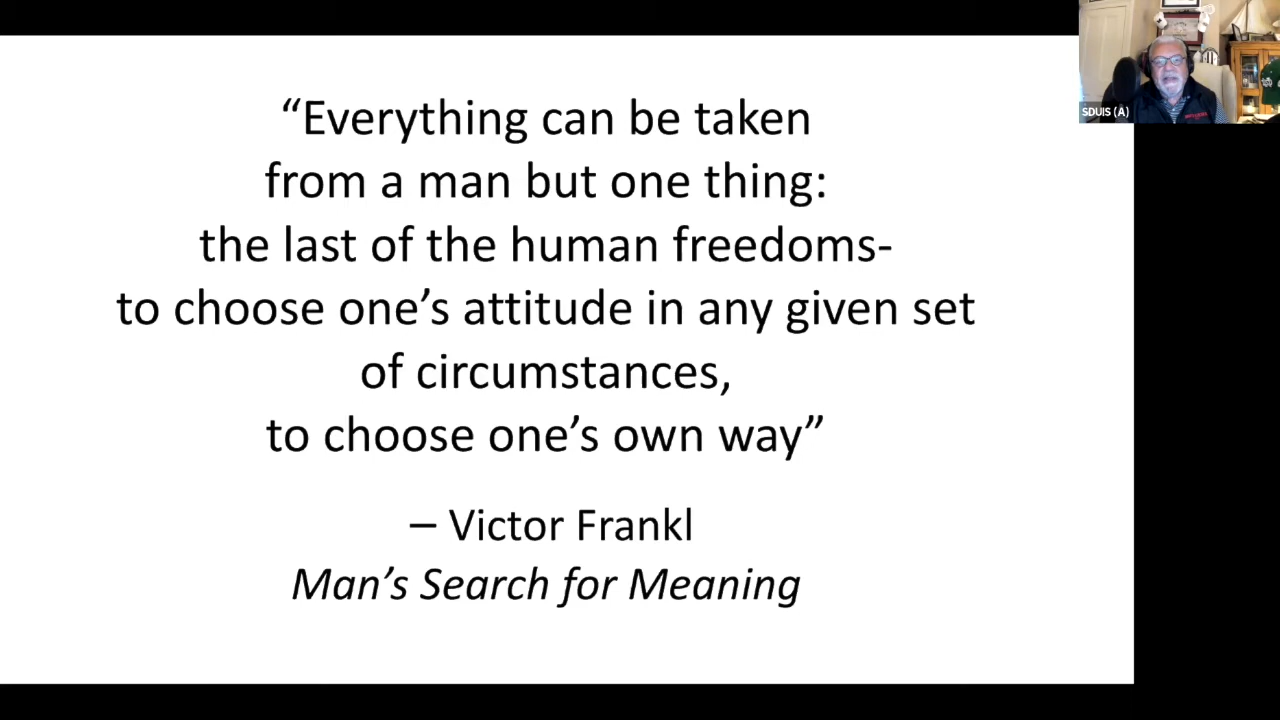 “Everything can be taken
from a man but one thing:
the last of the human freedoms-
to choose one’s attitude in any given set
of circumstances,
to choose one’s own way”
– Victor Frankl
Man’s Search for Meaning
SDUIS (A)